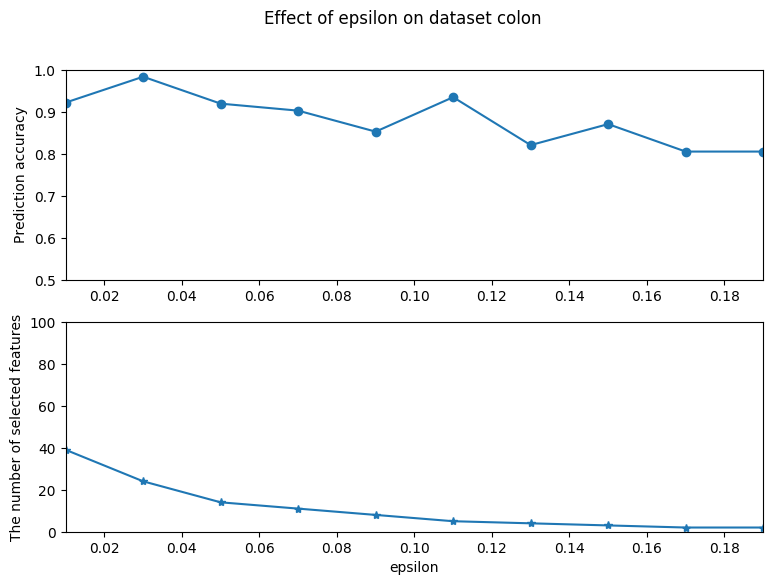 Effect of epsilon on dataset colon
Prediction accuracy
1.0
0.9
0.8
0.7
0.6
0.5
0.02 0.04 0.06 0.08 0.10 0.12 0.14 0.16 0.18
The number of selected features
100
80
60
40
20
0
0.02 0.04 0.06 0.08 0.10 0.12 0.14 0.16 0.18
epsilon